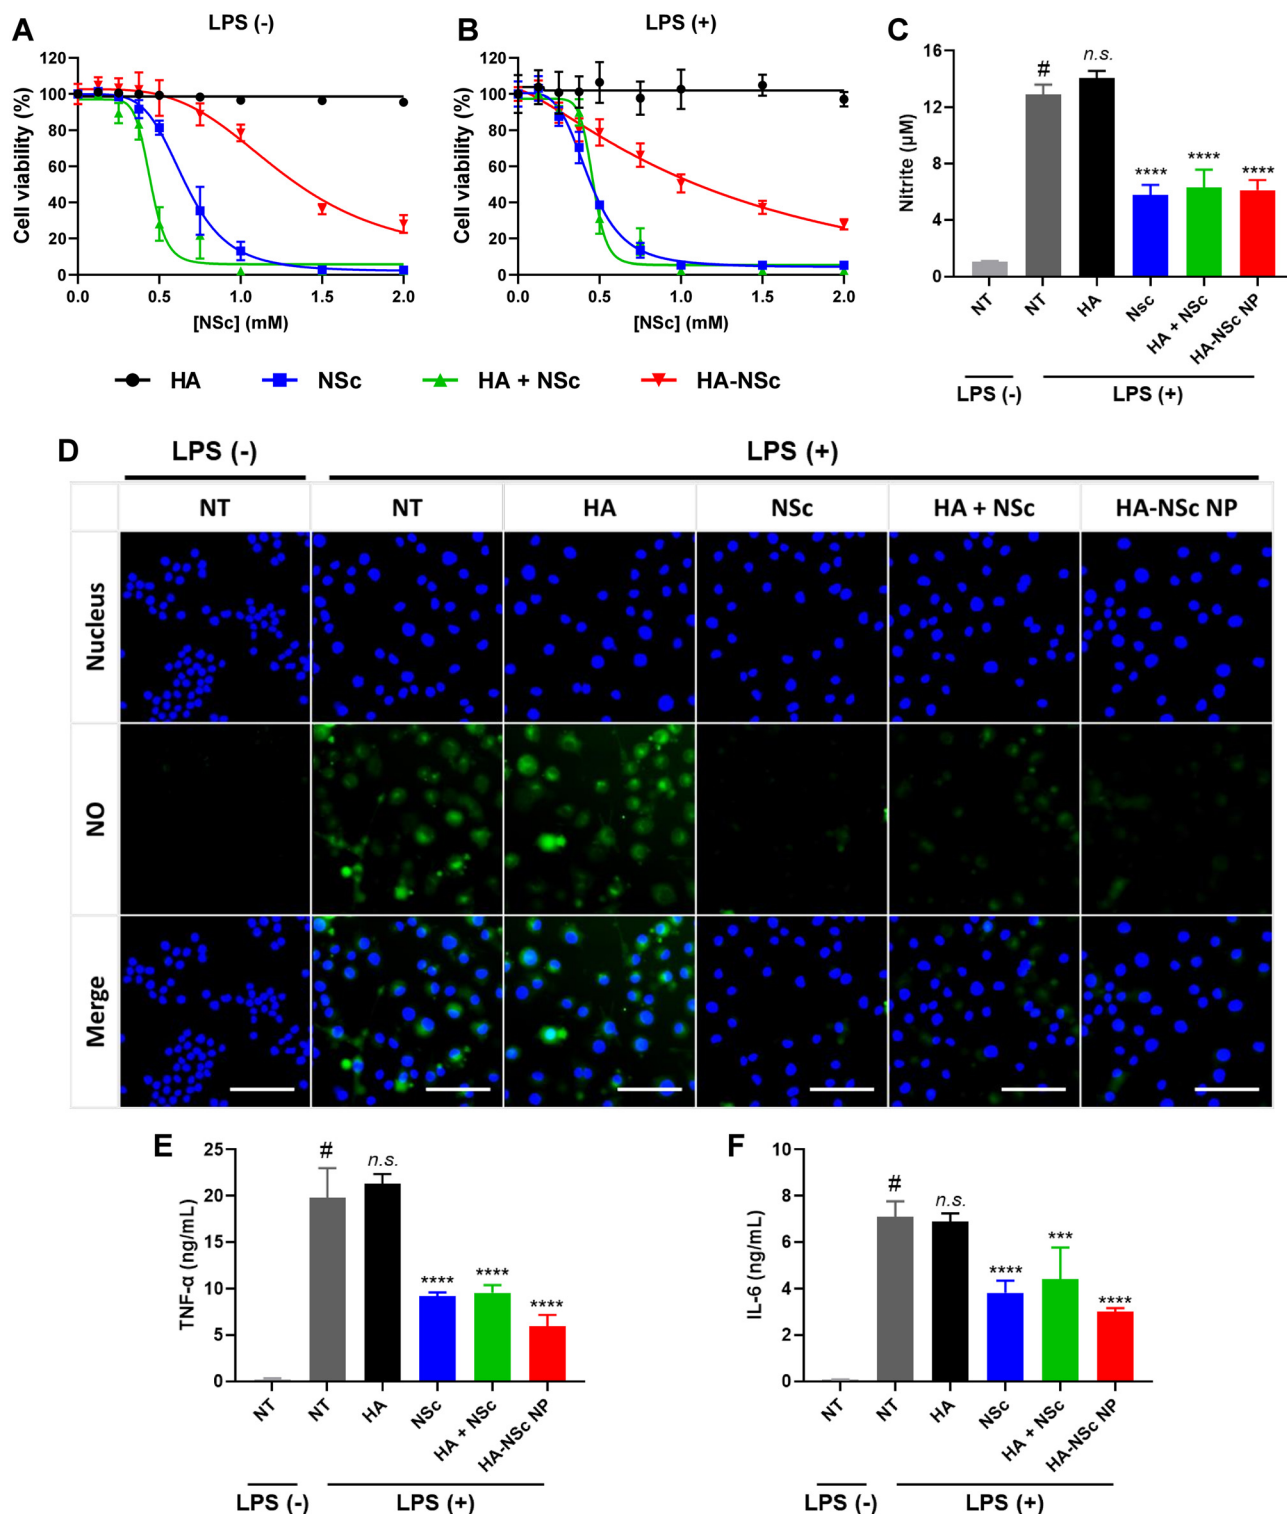 A
LPS (-)
Cell viability (%)
120
100
80
60
40
20
0
0.0
0.5
1.0
1.5
2.0
[NSc] (mM)
B
LPS (+)
Cell viability (%)
120
100
80
60
40
20
0
0.0
0.5
1.0
1.5
2.0
[NSc] (mM)
HA
NSc
HA + NSc
HA-NSc
C
Nitrite (μM)
16
12
8
4
0
#
n.s.
****
****
****
NT
NT
HA
Nsc
HA + NSc
HA-NSc NP
LPS (-)
LPS (+)
D
LPS (-)
LPS (+)
NT
NT
HA
NSc
HA + NSc
HA-NSc NP
Nucleus
NO
Merge
E
TNF-α (ng/mL)
25
20
15
10
5
0
#
n.s.
****
****
****
NT
NT
HA
NSc
HA + NSc
HA-NSc NP
LPS (-)
LPS (+)
F
IL-6 (ng/mL)
10
8
6
4
2
0
#
n.s.
****
***
****
NT
NT
HA
NSc
HA + NSc
HA-NSc NP
LPS (-)
LPS (+)